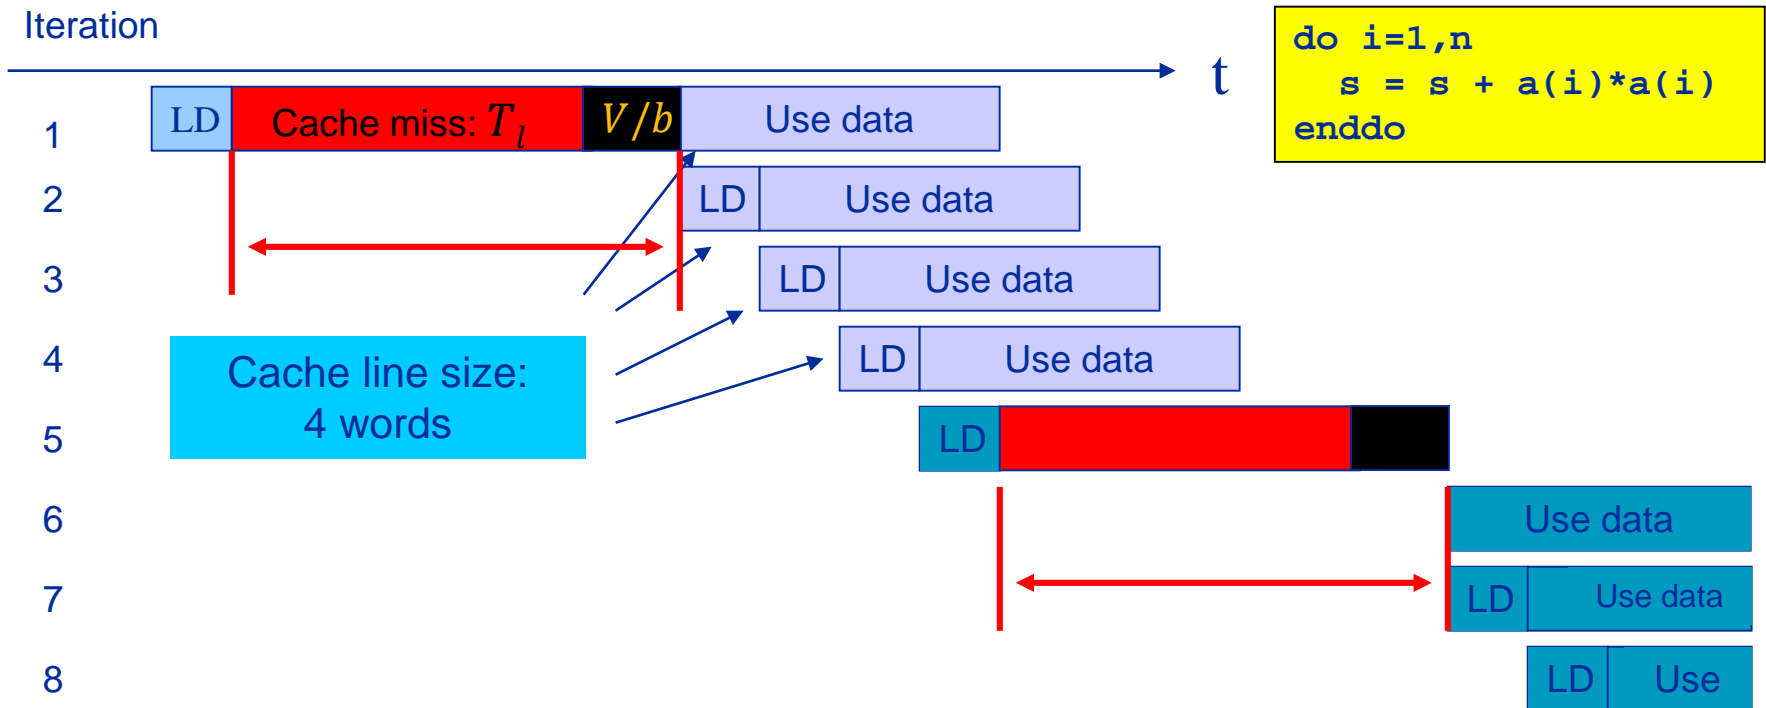 Iteration
t
do i=1,n
s = s + a(i)*a(i)
enddo
1 LD Cache miss: T_l V/b Use data
2 LD Use data
3 LD Use data
4 LD Use data
Cache line size:
4 words
5 LD
6 Use data
7 LD Use data
8 LD Use